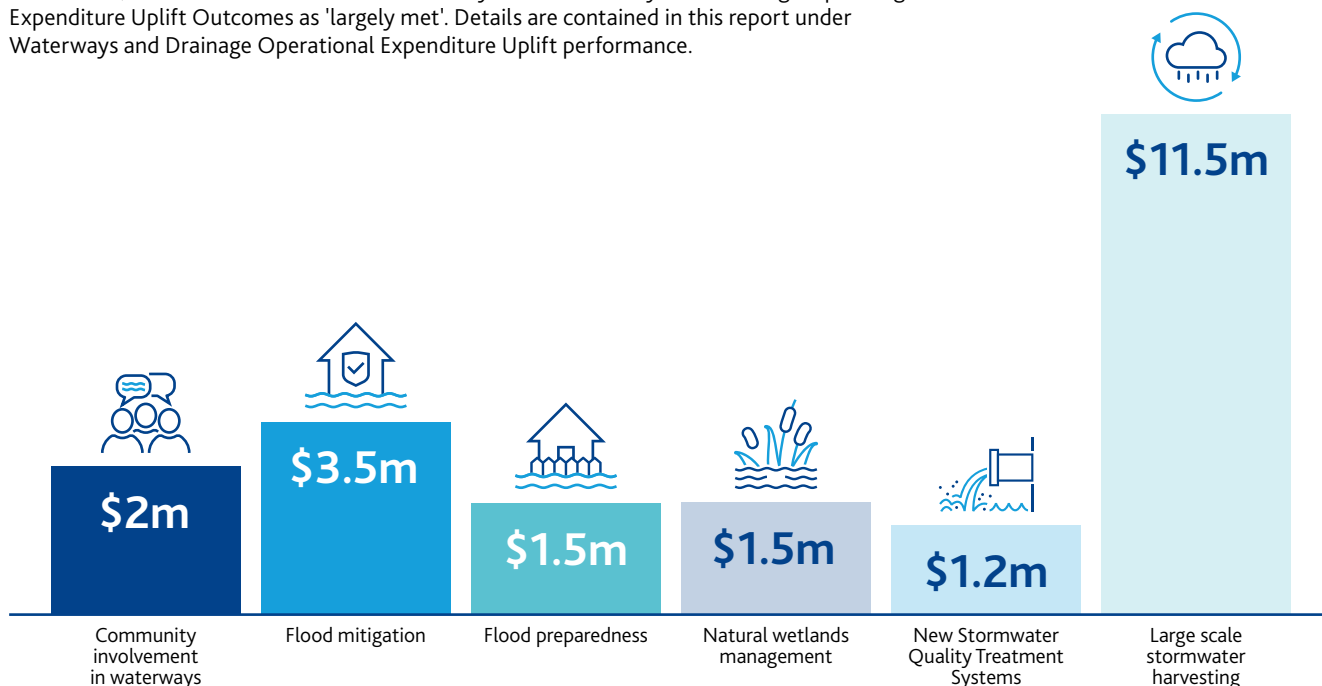 Expenditure Uplift Outcomes as 'largely met'. Details are contained in this report under
Waterways and Drainage Operational Expenditure Uplift performance.
$11.5m
$3.5m
$2m
$1.5m
$1.5m
$1.2m
Community
involvement
in waterways
Flood mitigation
Flood preparedness
Natural wetlands
management
New Stormwater
Quality Treatment
Systems
Large scale
stormwater
harvesting